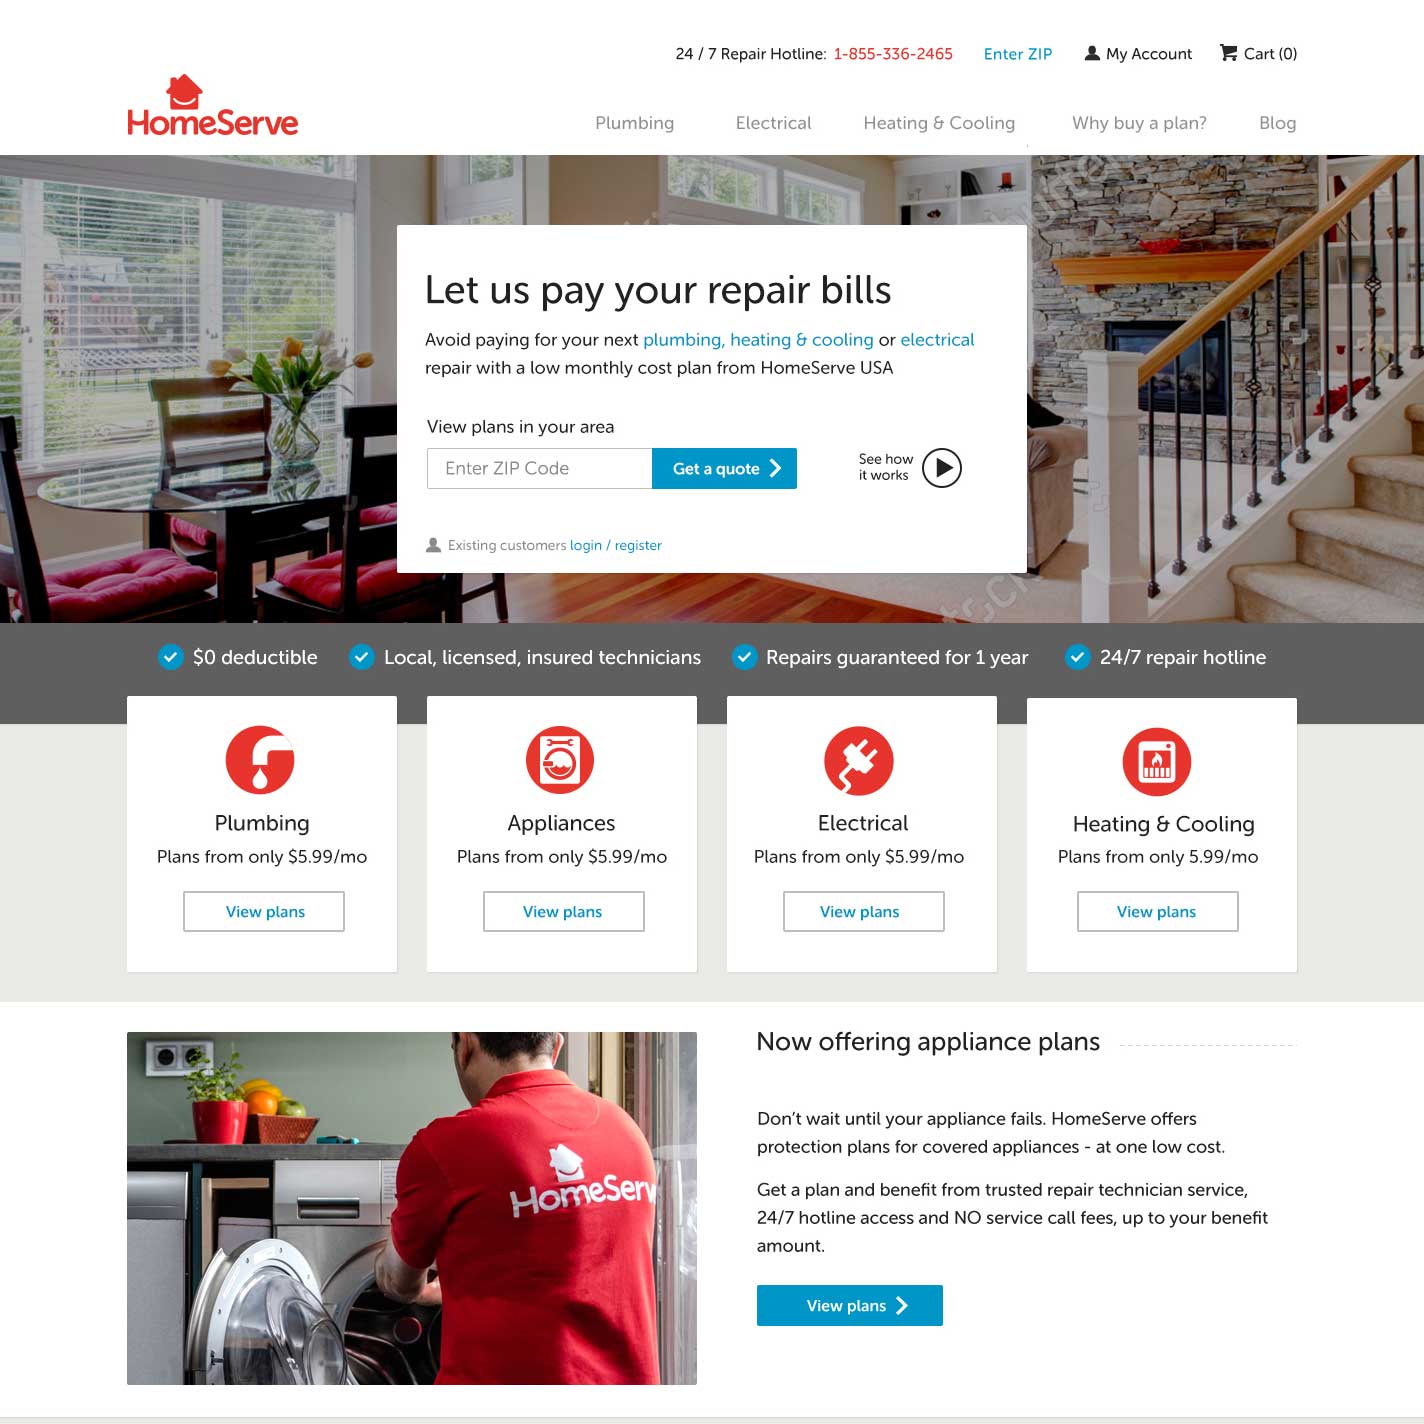 24 / 7 Repair Hotline: 1-855-336-2465 Enter ZIP My Account Cart (0)
HomeServe
Plumbing Electrical Heating & Cooling Why buy a plan? Blog
Let us pay your repair bills
Avoid paying for your next plumbing, heating & cooling or electrical
repair with a low monthly cost plan from HomeServe USA
View plans in your area
Enter ZIP Code Get a quote
See how
it works
Existing customers login / register
$0 deductible Local, licensed, insured technicians Repairs guaranteed for 1 year 24/7 repair hotline
Plumbing Appliances Electrical Heating & Cooling
Plans from only $5.99/mo Plans from only $5.99/mo Plans from only $5.99/mo Plans from only 5.99/mo
View plans View plans View plans View plans
HomeServ
Now offering appliance plans
Don't wait until your appliance fails. HomeServe offers
protection plans for covered appliances - at one low cost.
Get a plan and benefit from trusted repair technician service,
24/7 hotline access and NO service call fees, up to your benefit
amount.
View plans